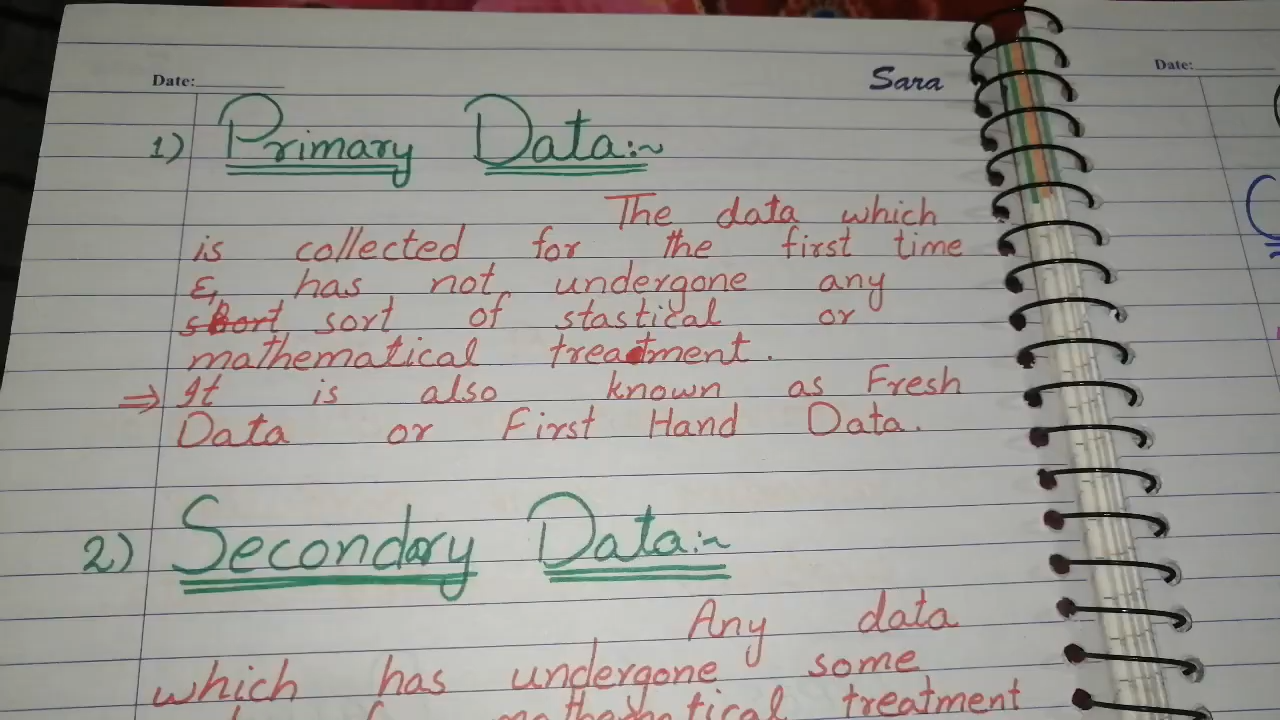 Date:
Sara
Date:
1) Primary Data:~
The data which
is collected for the first time
& has not undergone any
short sort of stastical or
mathematical treatment.
⇒ It is also known as Fresh
Data or First Hand Data.
2) Secondary Data:~
Any data
which has undergone some
mathematical treatment